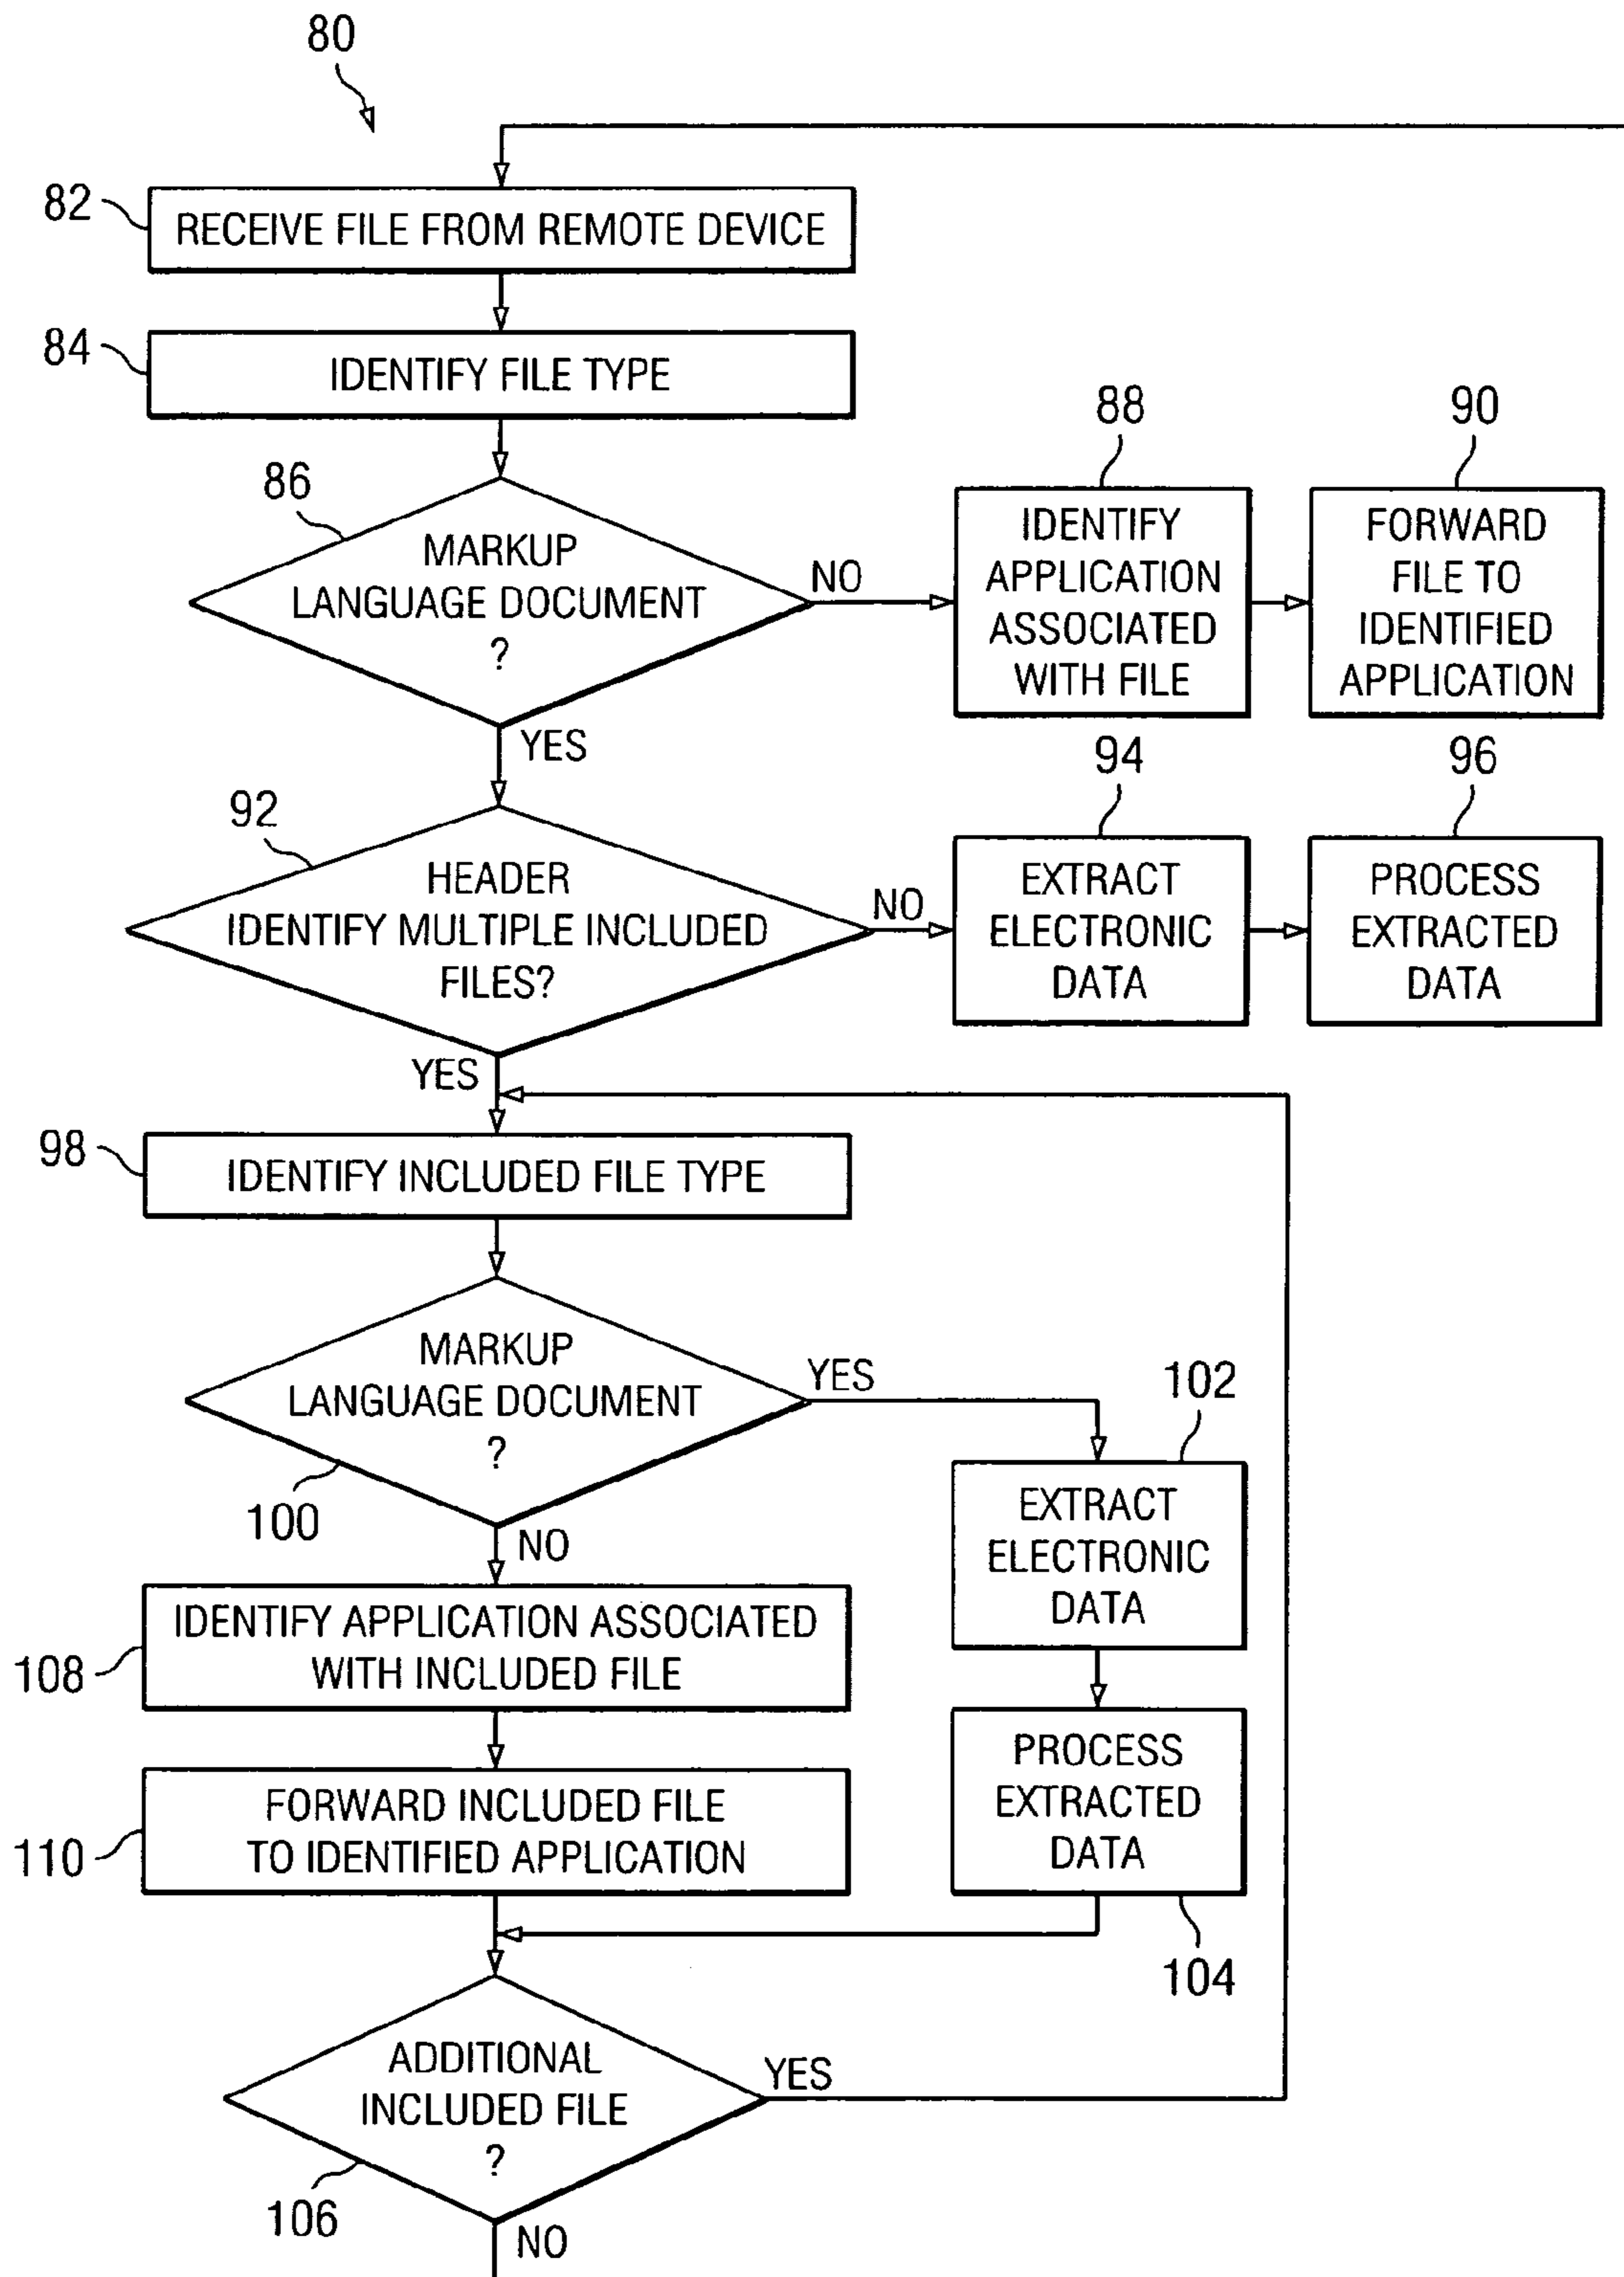 80
82
RECEIVE FILE FROM REMOTE DEVICE
84
IDENTIFY FILE TYPE
86
MARKUP
LANGUAGE DOCUMENT
?
NO
YES
88
IDENTIFY
APPLICATION
ASSOCIATED
WITH FILE
90
FORWARD
FILE TO
IDENTIFIED
APPLICATION
92
HEADER
IDENTIFY MULTIPLE INCLUDED
FILES?
NO
YES
94
EXTRACT
ELECTRONIC
DATA
96
PROCESS
EXTRACTED
DATA
98
IDENTIFY INCLUDED FILE TYPE
MARKUP
LANGUAGE DOCUMENT
?
100
YES
NO
102
EXTRACT
ELECTRONIC
DATA
PROCESS
EXTRACTED
DATA
104
108
IDENTIFY APPLICATION ASSOCIATED
WITH INCLUDED FILE
110
FORWARD INCLUDED FILE
TO IDENTIFIED APPLICATION
ADDITIONAL
INCLUDED FILE
?
106
YES
NO